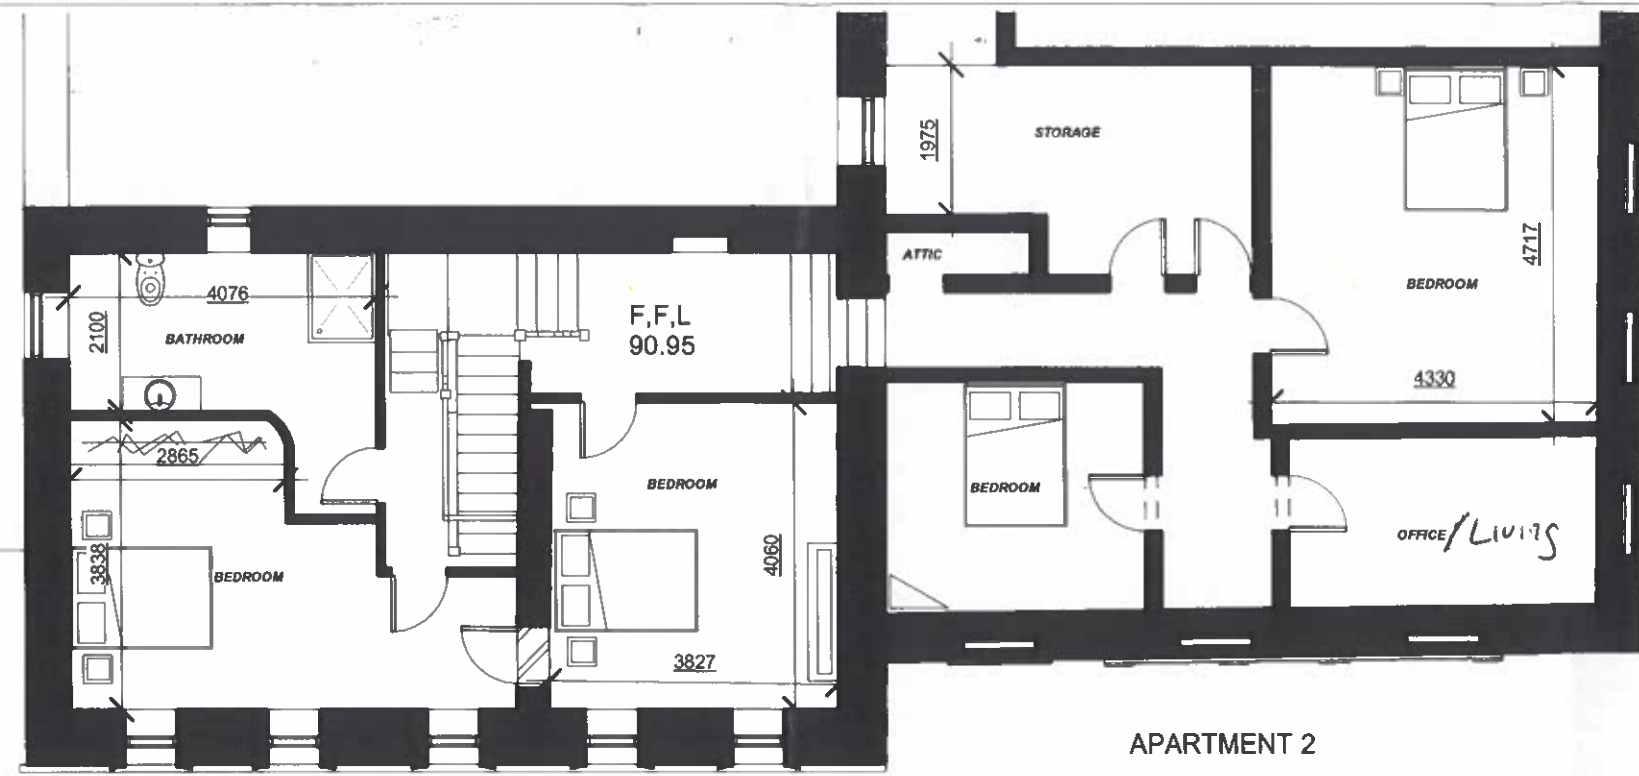 1975
STORAGE
ATTIC
4717
BEDROOM
4076
2100
BATHROOM
F,F,L
90.95
4330
2865
BEDROOM
BEDROOM
OFFICE/LIVING
3838
BEDROOM
4060
3827
APARTMENT 2